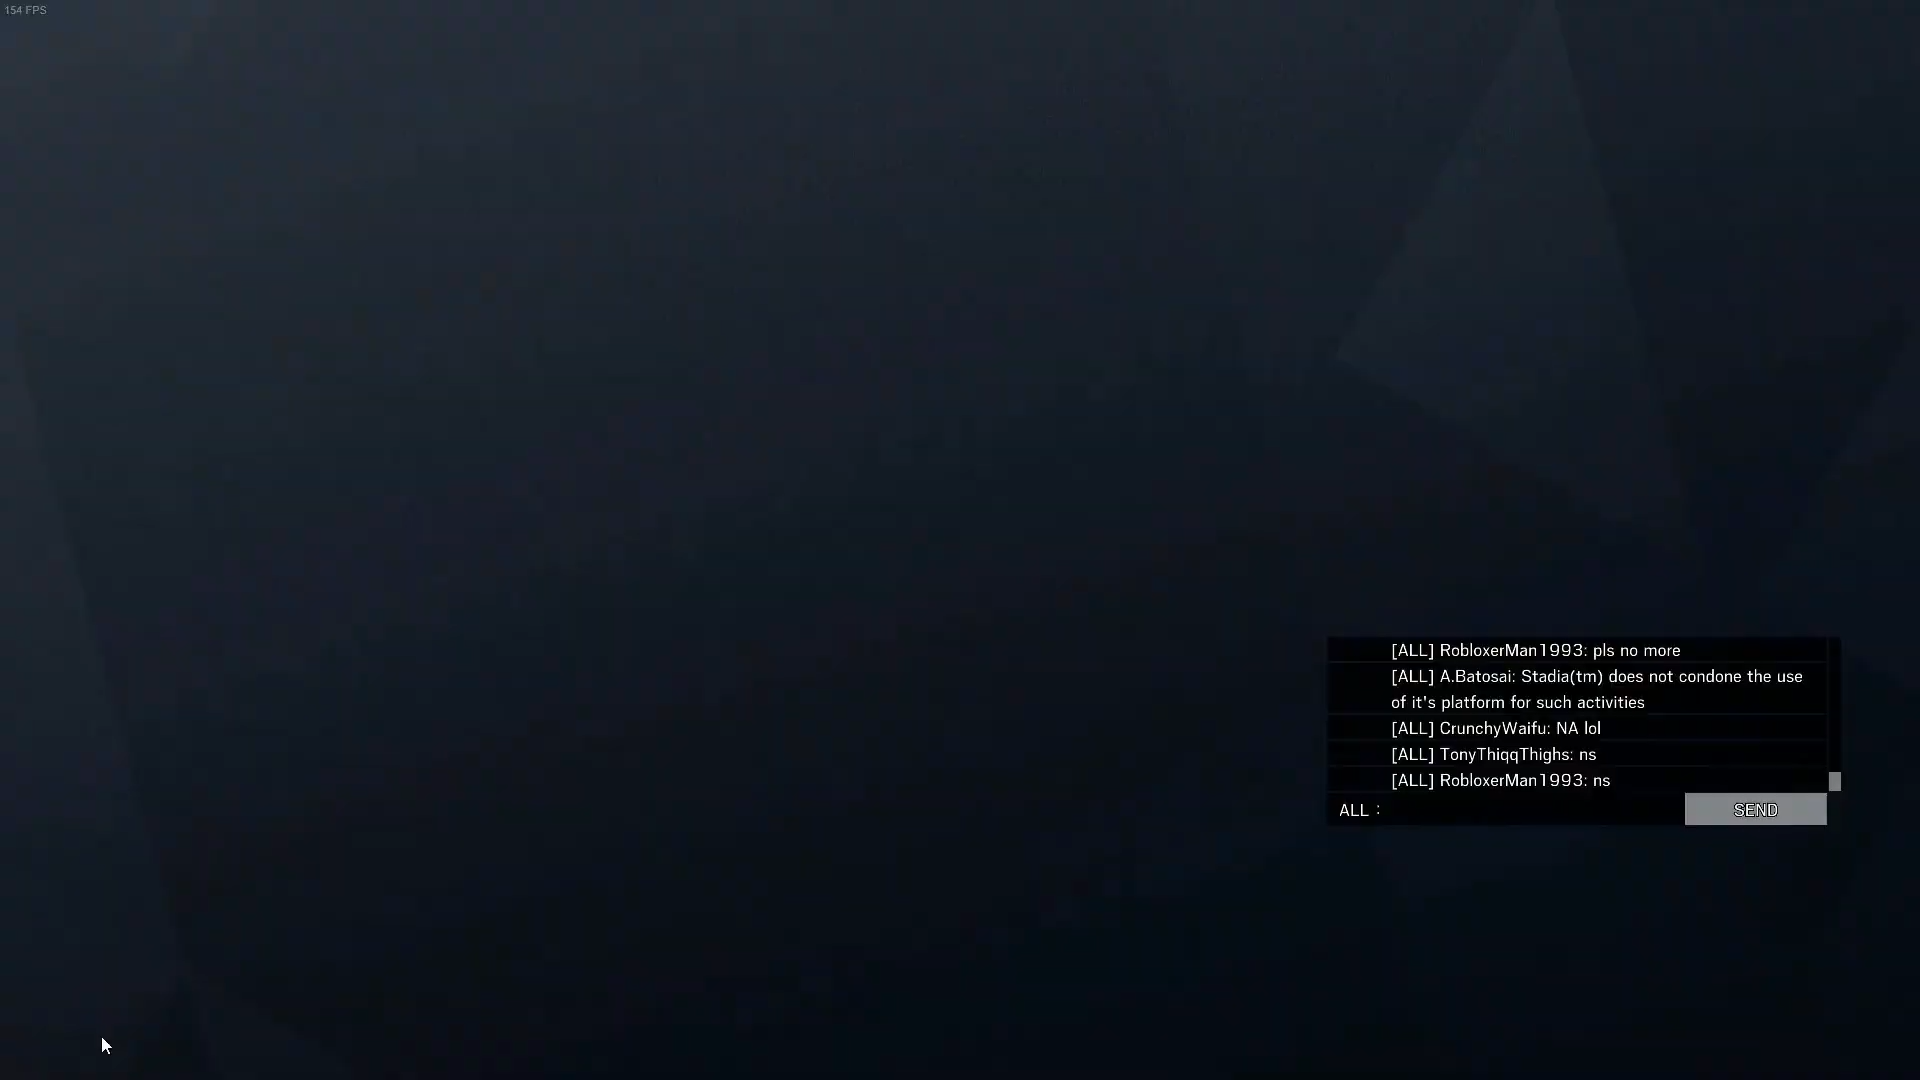 154 FPS
[ALL] RobloxerMan1993: pls no more
[ALL] A.Batosai: Stadia(tm) does not condone the use
of it's platform for such activities
[ALL] CrunchyWaifu: NA lol
[ALL] TonyThiqqThighs: ns
[ALL] RobloxerMan1993: ns
ALL : SEND